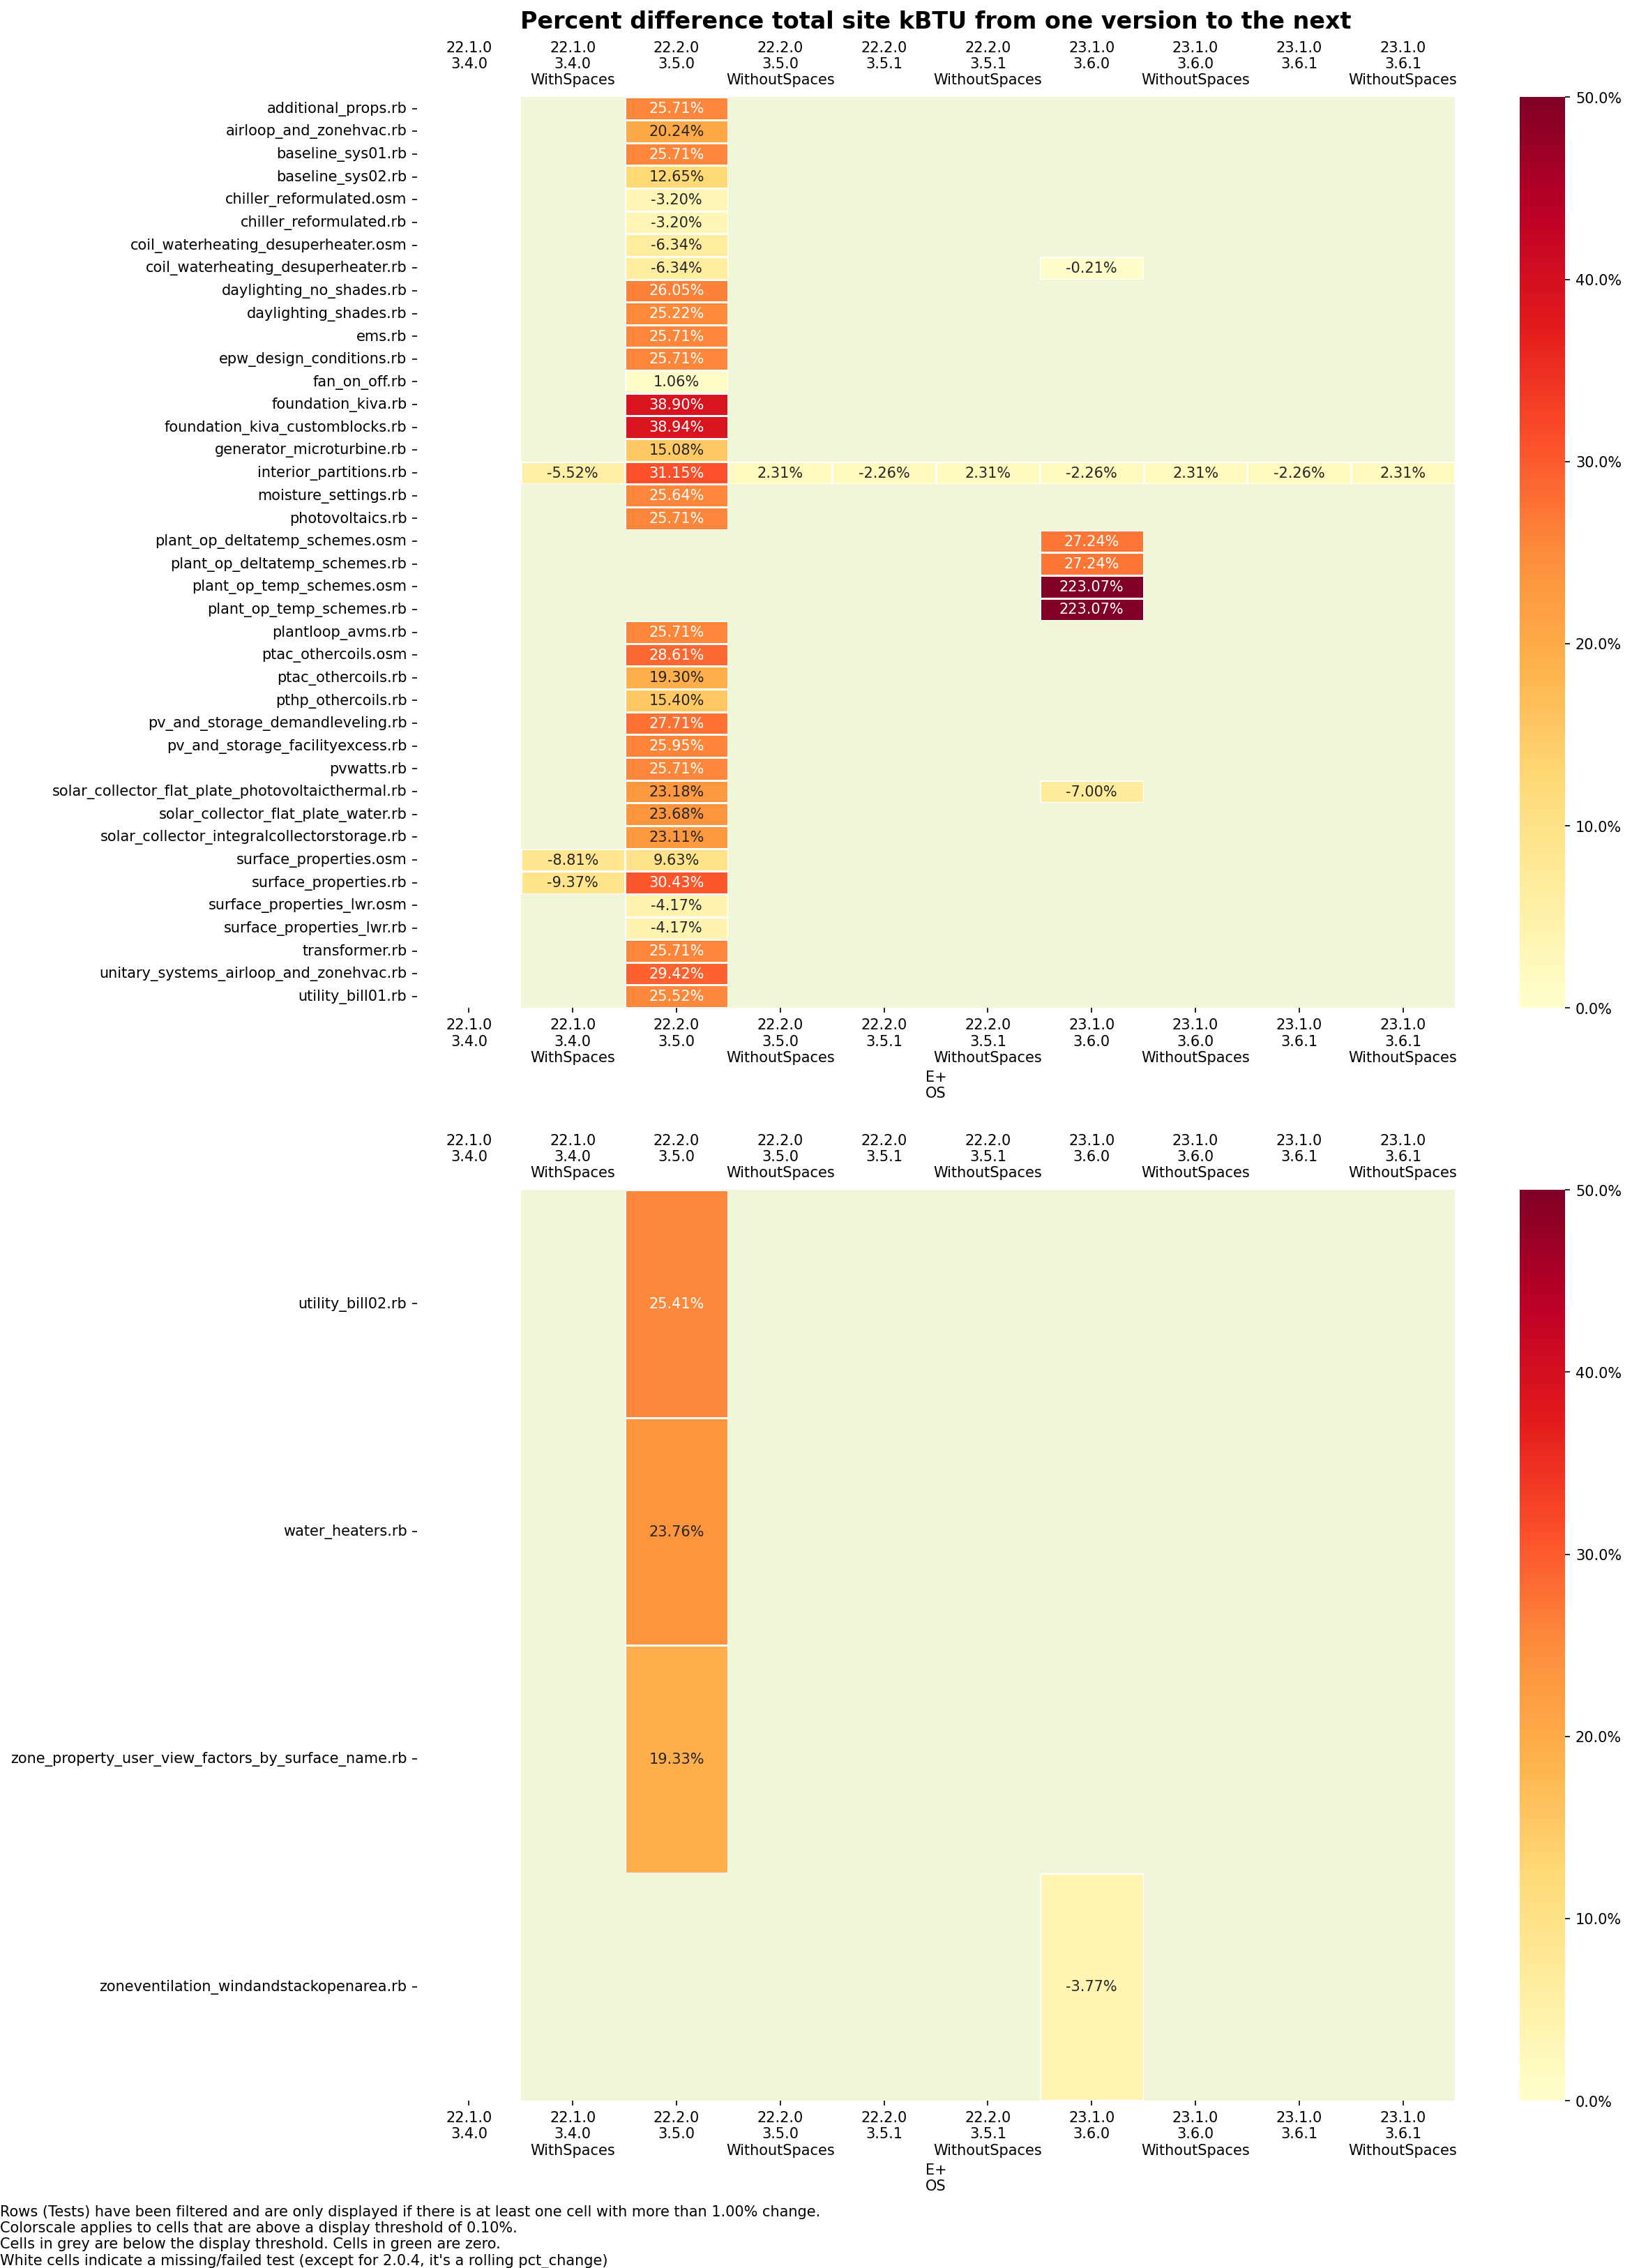 Percent difference total site kBTU from one version to the next
22.1.0 22.1.0 22.2.0 22.2.0 22.2.0 22.2.0 23.1.0 23.1.0 23.1.0 23.1.0
3.4.0 3.4.0 3.5.0 3.5.0 3.5.1 3.5.1 3.6.0 3.6.0 3.6.1 3.6.1
WithSpaces WithoutSpaces WithoutSpaces WithoutSpaces WithoutSpaces
50.0%
additional_props.rb 25.71%
airloop_and_zonehvac.rb 20.24%
baseline_sys01.rb 25.71%
baseline_sys02.rb 12.65%
chiller_reformulated.osm -3.20%
chiller_reformulated.rb -3.20%
coil_waterheating_desuperheater.osm -6.34%
coil_waterheating_desuperheater.rb -6.34% -0.21%
40.0%
daylighting_no_shades.rb 26.05%
daylighting_shades.rb 25.22%
ems.rb 25.71%
epw_design_conditions.rb 25.71%
fan_on_off.rb 1.06%
foundation_kiva.rb 38.90%
foundation_kiva_customblocks.rb 38.94%
generator_microturbine.rb 15.08%
30.0%
interior_partitions.rb -5.52% 31.15% 2.31% -2.26% 2.31% -2.26% 2.31% -2.26% 2.31%
moisture_settings.rb 25.64%
photovoltaics.rb 25.71%
plant_op_deltatemp_schemes.osm 27.24%
plant_op_deltatemp_schemes.rb 27.24%
plant_op_temp_schemes.osm 223.07%
plant_op_temp_schemes.rb 223.07%
plantloop_avms.rb 25.71%
20.0%
ptac_othercoils.osm 28.61%
ptac_othercoils.rb 19.30%
pthp_othercoils.rb 15.40%
pv_and_storage_demandleveling.rb 27.71%
pv_and_storage_facilityexcess.rb 25.95%
pvwatts.rb 25.71%
solar_collector_flat_plate_photovoltaicthermal.rb 23.18% -7.00%
solar_collector_flat_plate_water.rb 23.68%
10.0%
solar_collector_integralcollectorstorage.rb 23.11%
surface_properties.osm -8.81% 9.63%
surface_properties.rb -9.37% 30.43%
surface_properties_lwr.osm -4.17%
surface_properties_lwr.rb -4.17%
transformer.rb 25.71%
unitary_systems_airloop_and_zonehvac.rb 29.42%
utility_bill01.rb 25.52%
0.0%
22.1.0 22.1.0 22.2.0 22.2.0 22.2.0 22.2.0 23.1.0 23.1.0 23.1.0 23.1.0
3.4.0 3.4.0 3.5.0 3.5.0 3.5.1 3.5.1 3.6.0 3.6.0 3.6.1 3.6.1
WithSpaces WithoutSpaces WithoutSpaces WithoutSpaces WithoutSpaces
E+
OS
22.1.0 22.1.0 22.2.0 22.2.0 22.2.0 22.2.0 23.1.0 23.1.0 23.1.0 23.1.0
3.4.0 3.4.0 3.5.0 3.5.0 3.5.1 3.5.1 3.6.0 3.6.0 3.6.1 3.6.1
WithSpaces WithoutSpaces WithoutSpaces WithoutSpaces WithoutSpaces
50.0%
utility_bill02.rb 25.41%
40.0%
water_heaters.rb 23.76%
30.0%
20.0%
zone_property_user_view_factors_by_surface_name.rb 19.33%
10.0%
zoneventilation_windandstackopenarea.rb -3.77%
0.0%
22.1.0 22.1.0 22.2.0 22.2.0 22.2.0 22.2.0 23.1.0 23.1.0 23.1.0 23.1.0
3.4.0 3.4.0 3.5.0 3.5.0 3.5.1 3.5.1 3.6.0 3.6.0 3.6.1 3.6.1
WithSpaces WithoutSpaces WithoutSpaces WithoutSpaces WithoutSpaces
E+
OS
Rows (Tests) have been filtered and are only displayed if there is at least one cell with more than 1.00% change.
Colorscale applies to cells that are above a display threshold of 0.10%.
Cells in grey are below the display threshold. Cells in green are zero.
White cells indicate a missing/failed test (except for 2.0.4, it's a rolling pct_change)